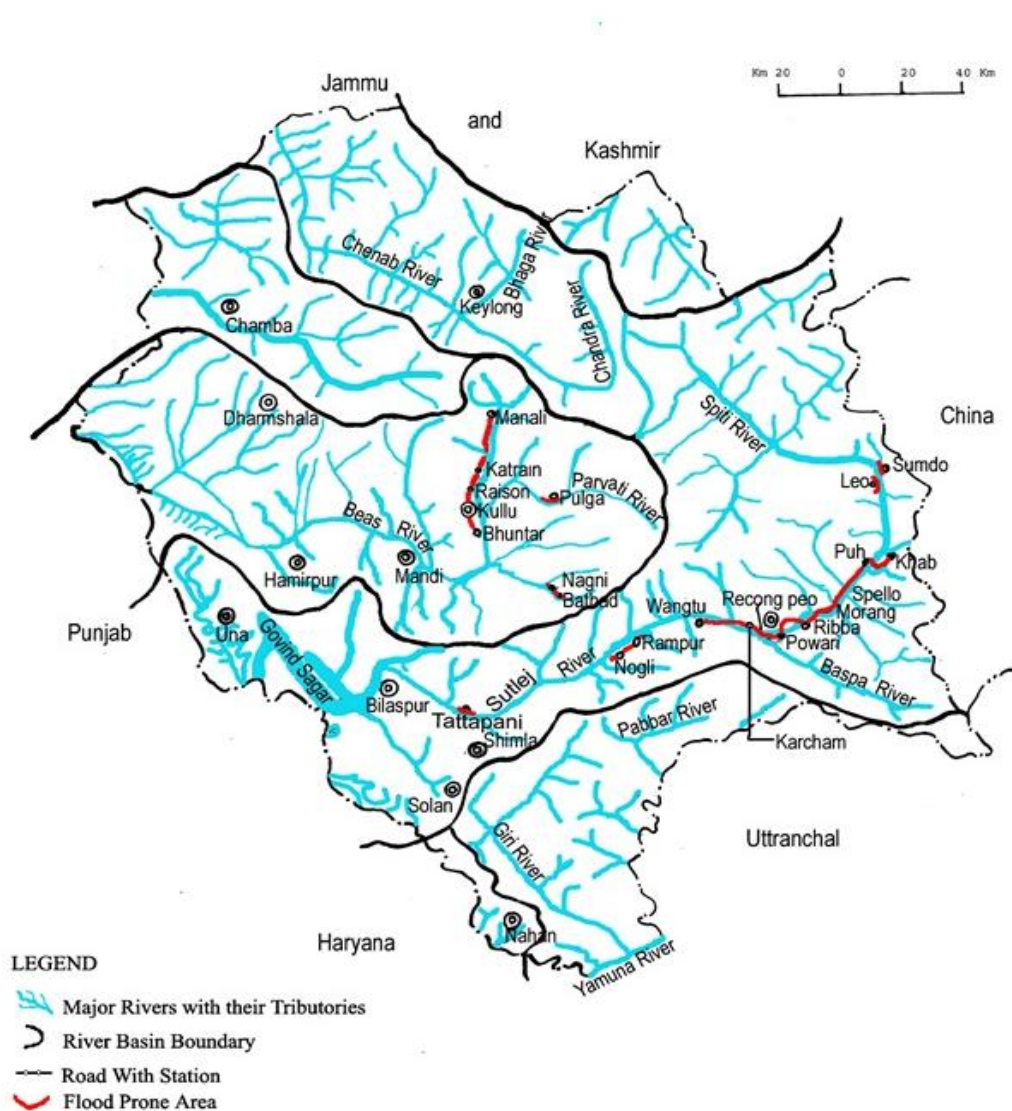 Km 20 0 20 40 Km
Jammu
and
Kashmir
Chenab River
Bhaga River
Keylong
Chandra River
Chamba
Dharmshala
Manali
Spiti River
China
Katrain
Raison
Kullu
Bhuntar
Parvati River
Pulga
Sumdo
Leo
Beas River
Mandi
Hamirpur
Puh
Khab
Nagni
Batbad
Recong peo
Spello
Morang
Wangtu
Ribba
Powari
Punjab
Una
Govind Sagar
Rampur
Nogli
Sutlej River
Baspa River
Bilaspur
Tattapani
Shimla
Pabbar River
Karcham
Solan
Giri River
Uttranchal
Haryana
Nahan
Yamuna River
LEGEND
Major Rivers with their Tributories
River Basin Boundary
Road With Station
Flood Prone Area